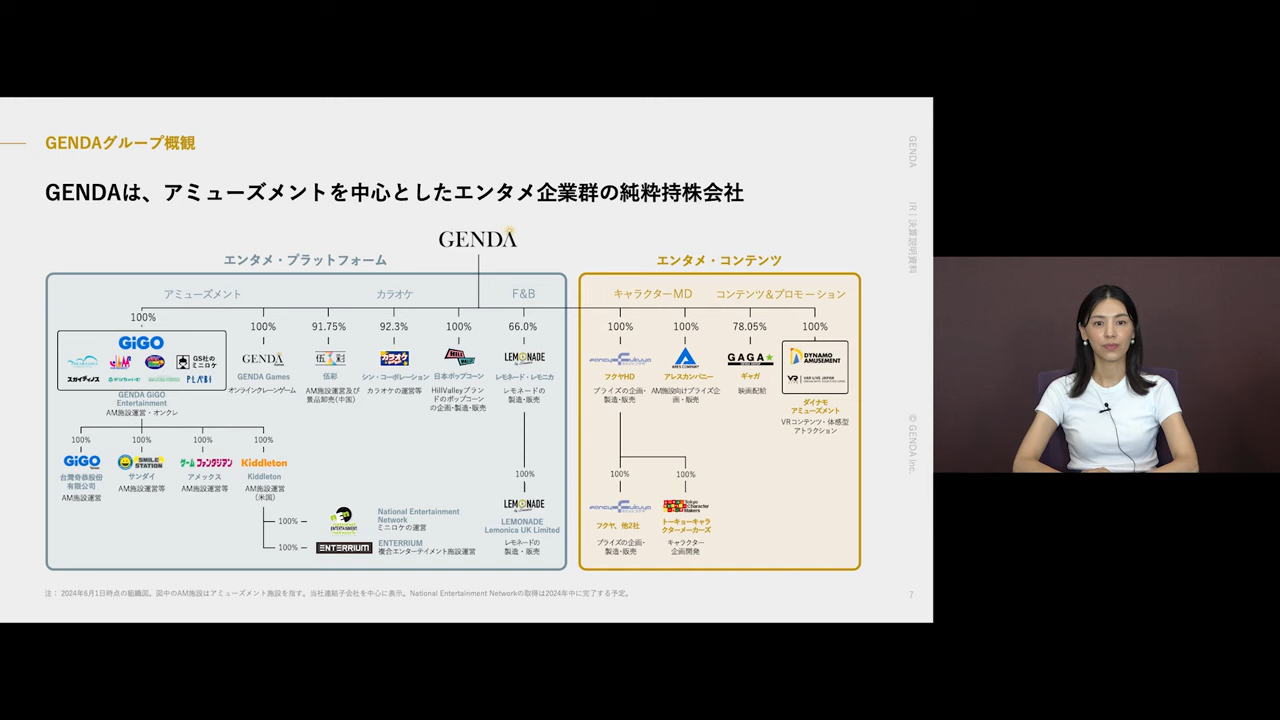 GENDAグループ概観
GENDAは、アミューズメントを中心としたエンタメ企業群の純粋持株会社
GENDA
エンタメ・プラットフォーム
エンタメ・コンテンツ
アミューズメント
カラオケ
F&B
キャラクターMD
コンテンツ&プロモーション
100%
100%
91.75%
92.3%
100%
66.0%
100%
100%
78.05%
100%
GiGO
GS社の
ミニロケ
スガイディノス
PLABI
GENDA GiGO
Entertainment
AM施設運営・オンクレ
GENDA
GENDA Games
オンラインクレーンゲーム
伍彩
伍彩
AM施設運営及び
景品卸売(中国)
カラオケ
シン・コーポレーション
カラオケの運営等
HILL
VALLEY
日本ポップコーン
HillValleyブラン
ドのポップコーン
の企画・製造・販売
LEMONADE
レモネード・レモニカ
レモネードの
製造・販売
フクヤHD
プライズの企画・
製造・販売
ARES COMPANY
アレスカンパニー
AM施設向けプライズ企
画・販売
GAGA
ギャガ
映画配給
DYNAMO
AMUSEMENT
VAR LIVE JAPAN
ダイナモ
アミューズメント
VRコンテンツ・体感型
アトラクション
100%
100%
100%
100%
GiGO
台灣奇恭股份
有限公司
AM施設運営
SMILE
STATION
サンダイ
AM施設運営等
ゲームファンタジアン
アメックス
AM施設運営等
Kiddleton
Kiddleton
AM施設運営
(米国)
100%
ENTERTAINMENT
National Entertainment
Network
ミニロケの運営
100%
ENTERRIUM
ENTERRIUM
複合エンターテイメント施設運営
100%
LEMONADE
LEMONADE
Lemonica UK Limited
レモネードの
製造・販売
100%
100%
フクヤ、他2社
プライズの企画・
製造・販売
Tokyo
Character
Makers
トーキョーキャラ
クターメーカーズ
キャラクター
企画開発
注： 2024年6月1日時点の組織図。図中のAM施設はアミューズメント施設を指す。当社連結子会社を中心に表示。National Entertainment Networkの取得は2024年中に完了する予定。
7
GENDA
IR | 決算説明資料
© GENDA Inc.